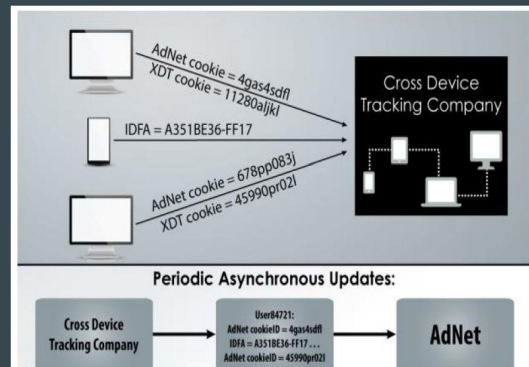 AdNet cookie = 4gas4sdfl
XDT cookie = 11280aljkl
IDFA = A351BE36-FF17
AdNet cookie = 678pp083j
XDT cookie = 45990pr02l
Cross Device
Tracking Company
Periodic Asynchronous Updates:
Cross Device
Tracking Company
User84721:
AdNet cookieID = 4gas4sdfl
IDFA = A351BE36-FF17 ...
AdNet cookieID = 45990pr02l
AdNet